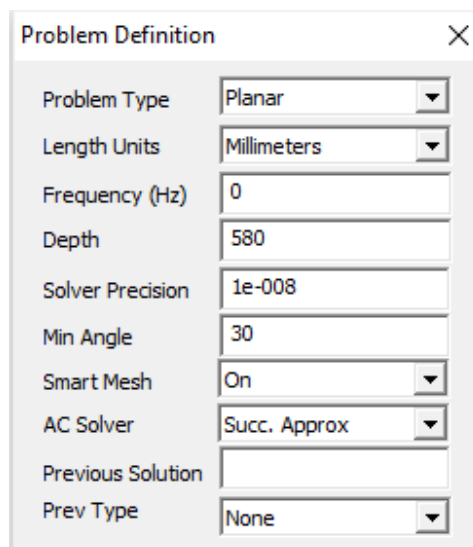 Problem Definition
Problem Type Planar
Length Units Millimeters
Frequency (Hz) 0
Depth 580
Solver Precision 1e-008
Min Angle 30
Smart Mesh On
AC Solver Succ. Approx
Previous Solution
Prev Type None